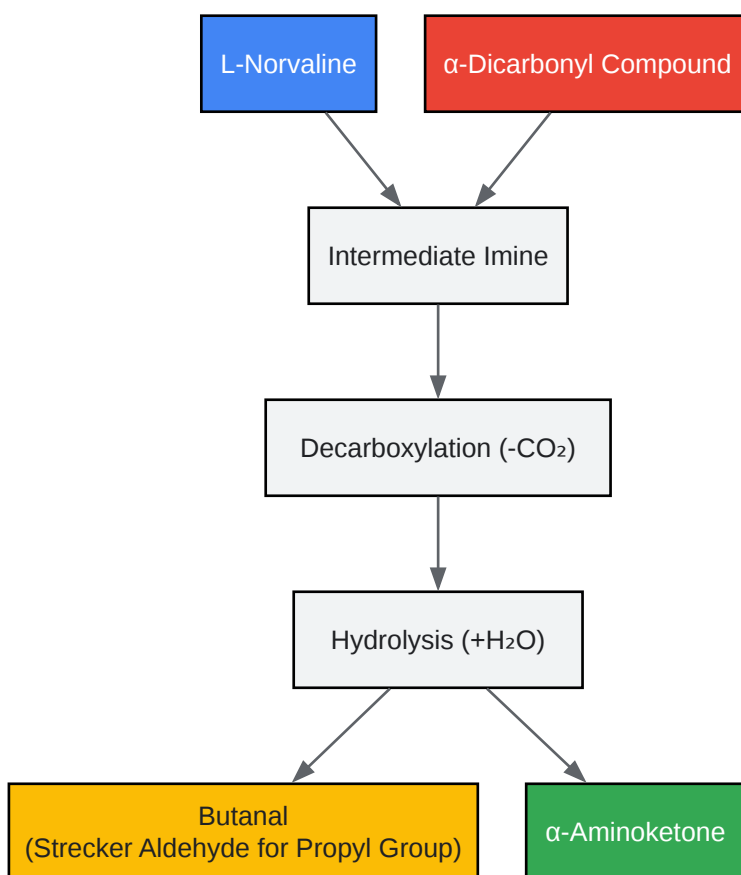 L-Norvaline
α-Dicarbonyl Compound
Intermediate Imine
Decarboxylation (-CO₂)
Hydrolysis (+H₂O)
Butanal
(Strecker Aldehyde for Propyl Group)
α-Aminoketone